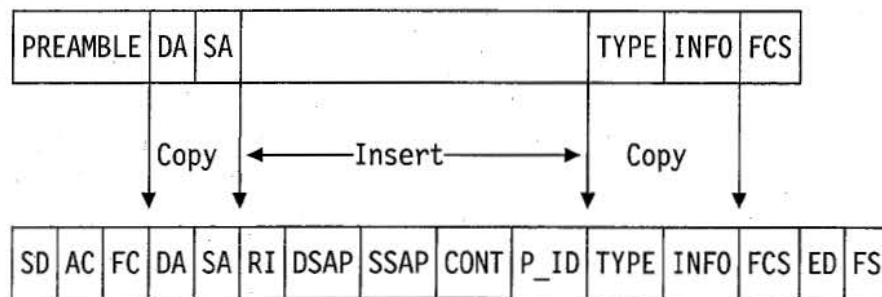 PREAMBLE DA SA TYPE INFO FCS
Copy Insert Copy
SD AC FC DA SA RI DSAP SSAP CONT P_ID TYPE INFO FCS ED FS